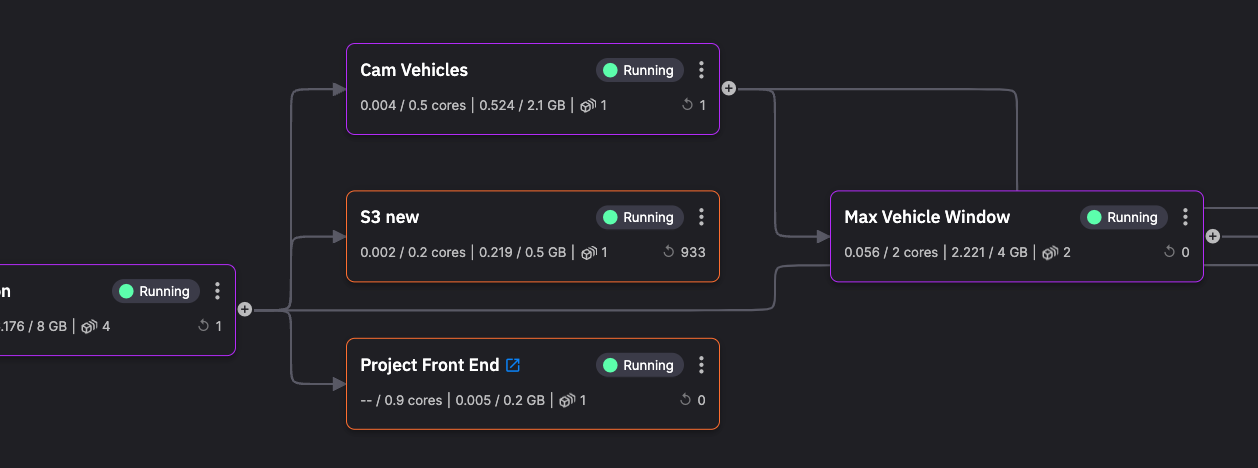 Cam Vehicles Running
0.004 / 0.5 cores | 0.524 / 2.1 GB | 1 1
S3 new Running
0.002 / 0.2 cores | 0.219 / 0.5 GB | 1 933
Max Vehicle Window Running
0.056 / 2 cores | 2.221 / 4 GB | 2 0
n Running
.176 / 8 GB | 4 1
Project Front End Running
-- / 0.9 cores | 0.005 / 0.2 GB | 1 0